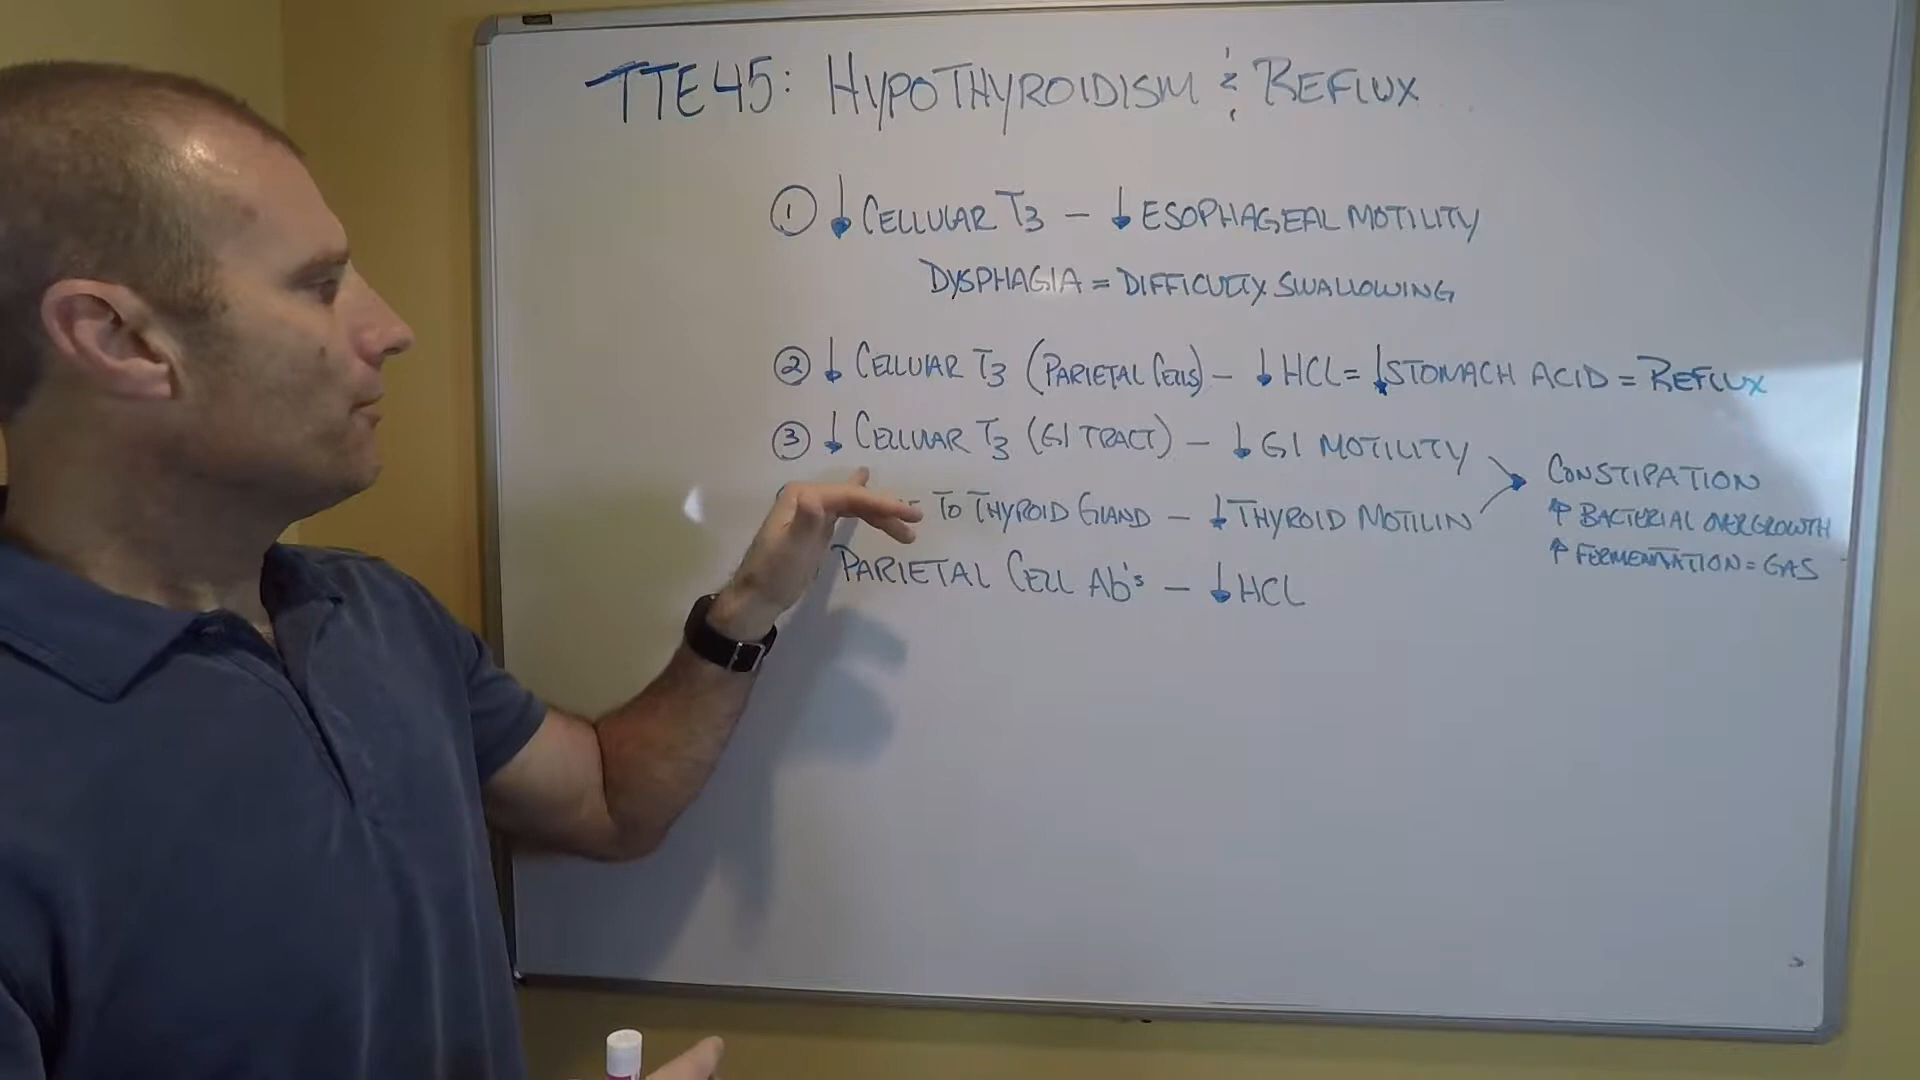 TTE45: HYPOTHYROIDISM & REFLUX
① ↓ CELLULAR T3 – ↓ ESOPHAGEAL MOTILITY
DYSPHAGIA = DIFFICULTY SWALLOWING
② ↓ CELLULAR T3 (PARIETAL CELLS) – ↓ HCL = ↓ STOMACH ACID = REFLUX
③ ↓ CELLULAR T3 (GI TRACT) – ↓ GI MOTILITY
TO THYROID GLAND – ↓ THYROID MOTILIN
CONSTIPATION
↑ BACTERIAL OVERGROWTH
↑ FERMENTATION = GAS
PARIETAL CELL Ab's – ↓ HCL